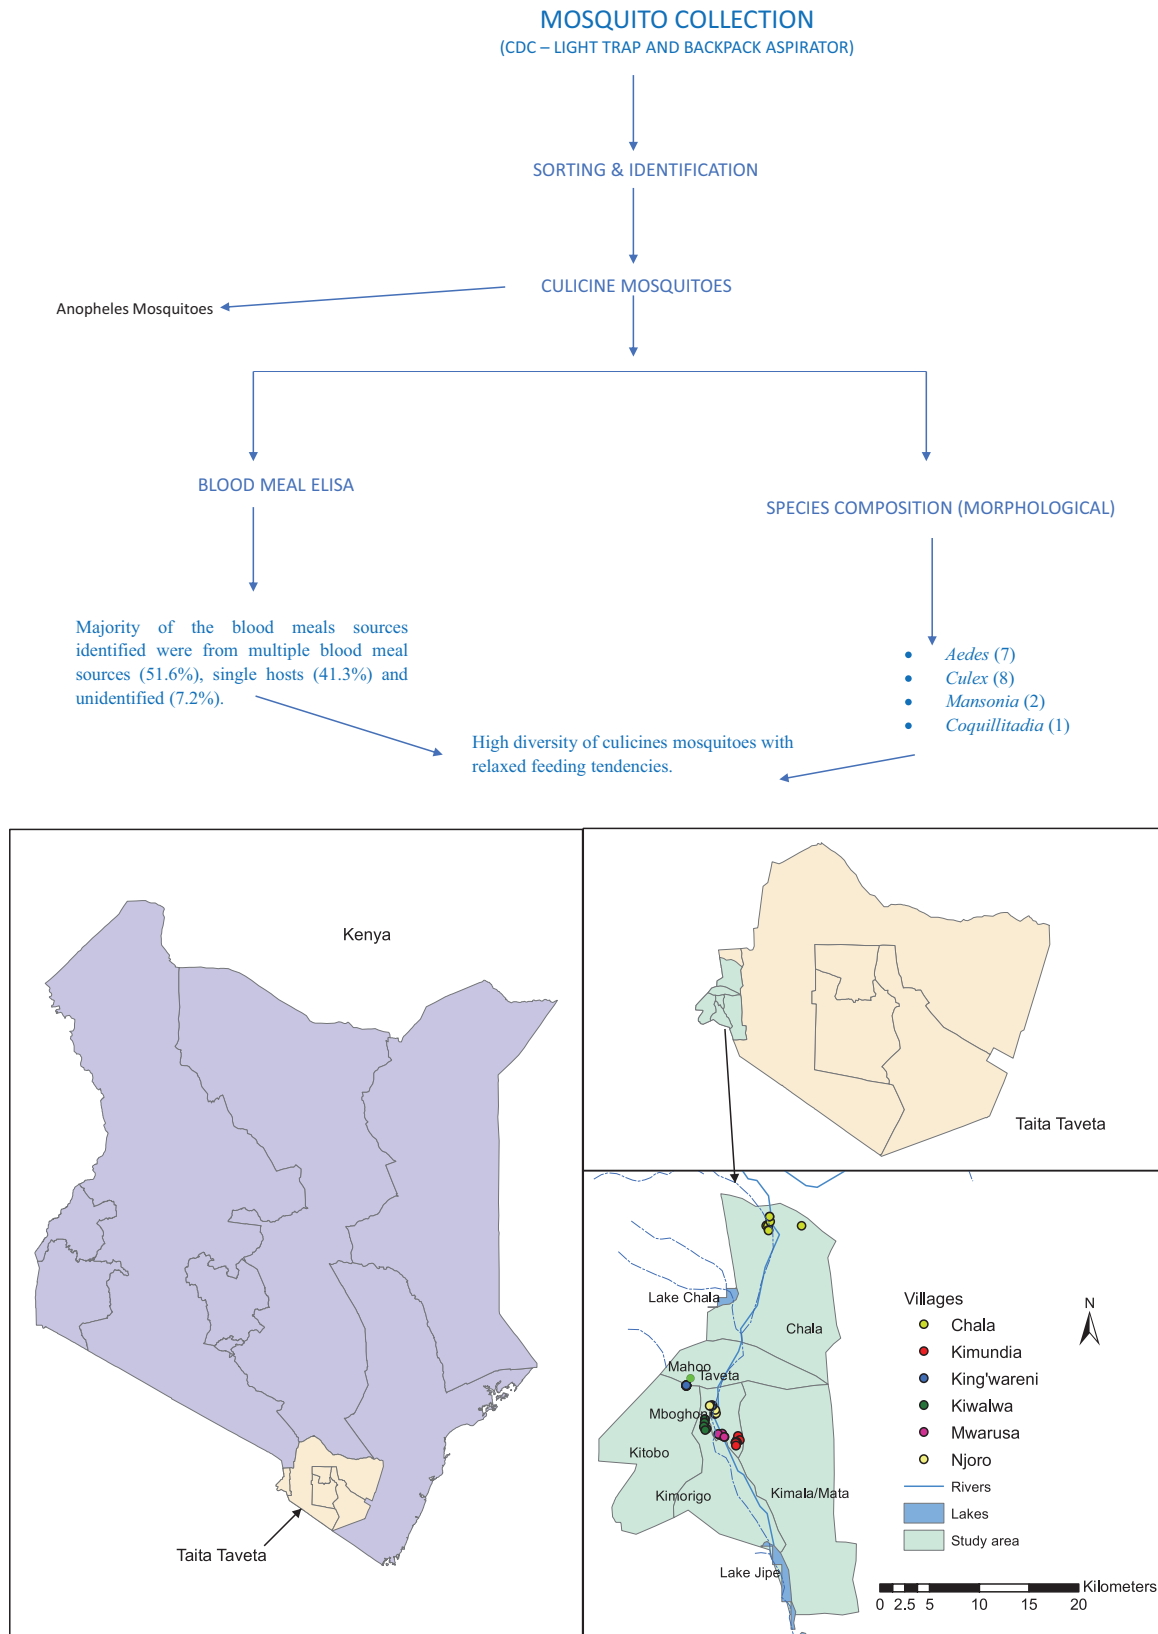 MOSQUITO COLLECTION
(CDC – LIGHT TRAP AND BACKPACK ASPIRATOR)
SORTING & IDENTIFICATION
CULICINE MOSQUITOES
Anopheles Mosquitoes
BLOOD MEAL ELISA
SPECIES COMPOSITION (MORPHOLOGICAL)
Majority of the blood meals sources
identified were from multiple blood meal
sources (51.6%), single hosts (41.3%) and
unidentified (7.2%).
• Aedes (7)
• Culex (8)
• Mansonia (2)
• Coquillitadia (1)
High diversity of culicines mosquitoes with
relaxed feeding tendencies.
Kenya
Taita Taveta
Taita Taveta
Lake Chala
Chala
Mahoo
Taveta
Mboghoni
Kitobo
Kimorigo
Kimala/Mata
Lake Jipe
Villages
Chala
Kimundia
King'wareni
Kiwalwa
Mwarusa
Njoro
Rivers
Lakes
Study area
N
Kilometers
0 2.5 5 10 15 20